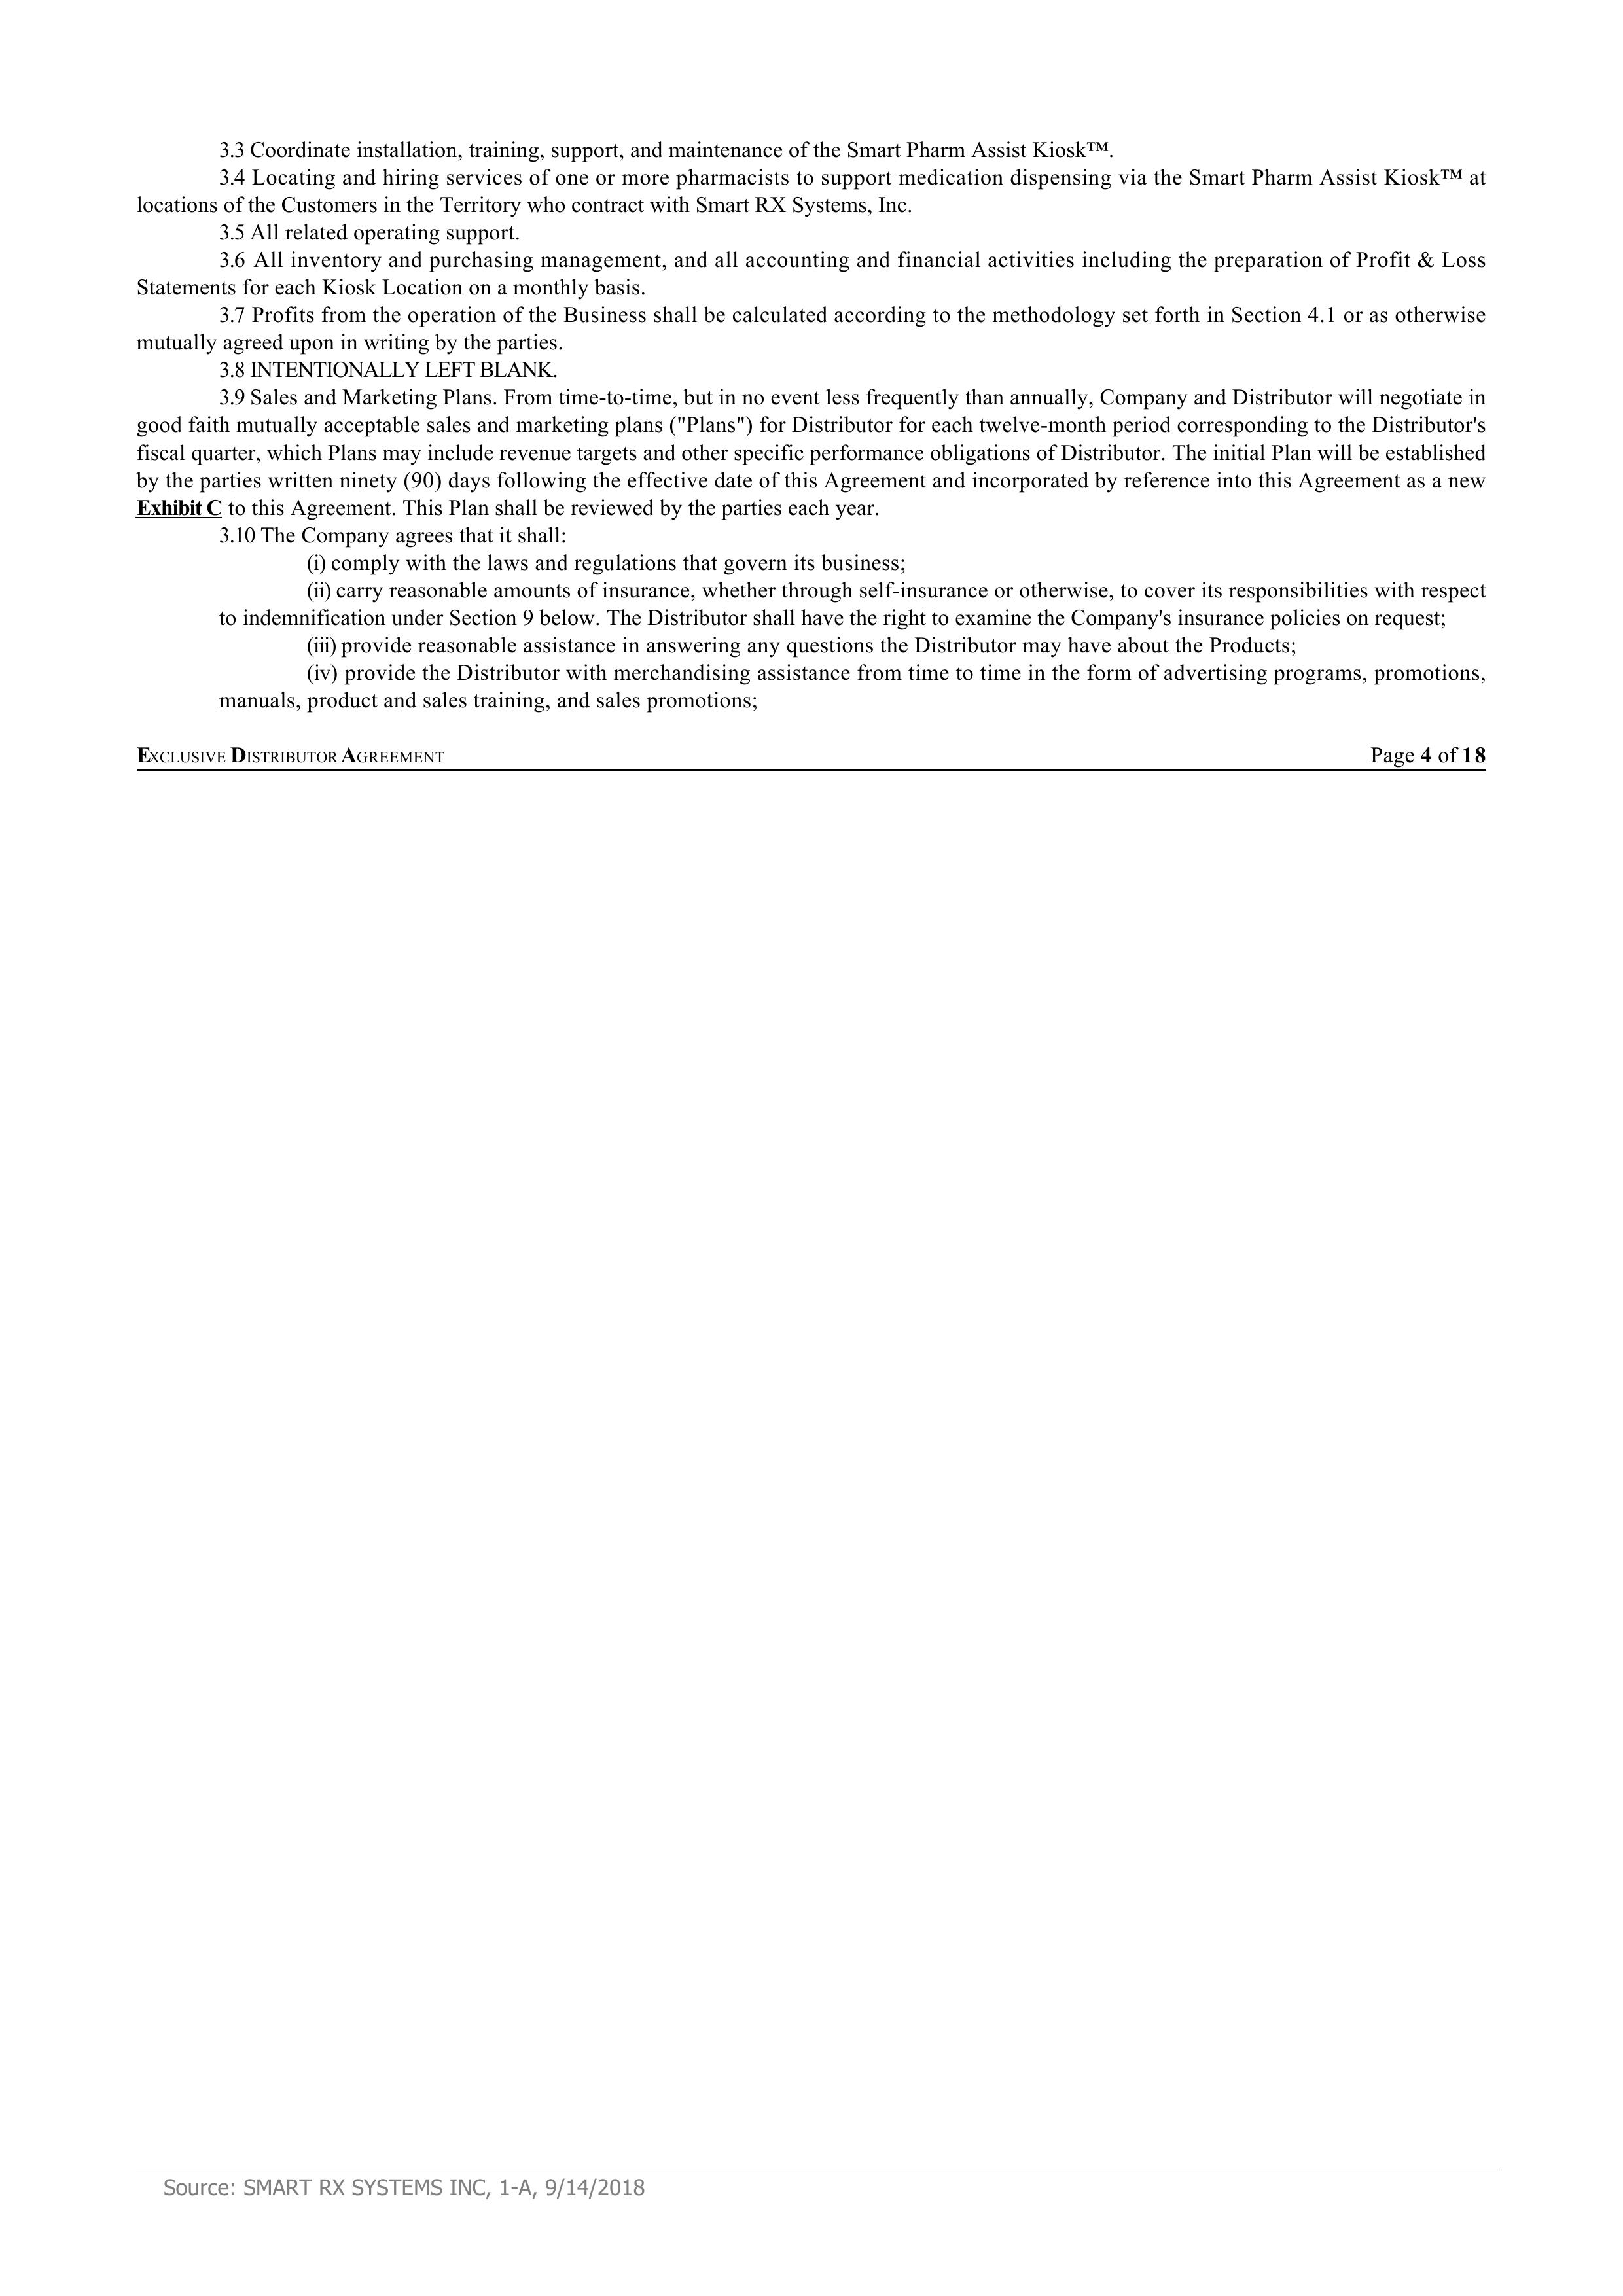 3.3 Coordinate installation, training, support, and maintenance of the Smart Pharm Assist Kiosk™.
3.4 Locating and hiring services of one or more pharmacists to support medication dispensing via the Smart Pharm Assist Kiosk™ at
locations of the Customers in the Territory who contract with Smart RX Systems, Inc.
3.5 All related operating support.
3.6 All inventory and purchasing management, and all accounting and financial activities including the preparation of Profit & Loss
Statements for each Kiosk Location on a monthly basis.
3.7 Profits from the operation of the Business shall be calculated according to the methodology set forth in Section 4.1 or as otherwise
mutually agreed upon in writing by the parties.
3.8 INTENTIONALLY LEFT BLANK.
3.9 Sales and Marketing Plans. From time-to-time, but in no event less frequently than annually, Company and Distributor will negotiate in
good faith mutually acceptable sales and marketing plans ("Plans") for Distributor for each twelve-month period corresponding to the Distributor's
fiscal quarter, which Plans may include revenue targets and other specific performance obligations of Distributor. The initial Plan will be established
by the parties written ninety (90) days following the effective date of this Agreement and incorporated by reference into this Agreement as a new
Exhibit C to this Agreement. This Plan shall be reviewed by the parties each year.
3.10 The Company agrees that it shall:
(i) comply with the laws and regulations that govern its business;
(ii) carry reasonable amounts of insurance, whether through self-insurance or otherwise, to cover its responsibilities with respect
to indemnification under Section 9 below. The Distributor shall have the right to examine the Company's insurance policies on request;
(iii) provide reasonable assistance in answering any questions the Distributor may have about the Products;
(iv) provide the Distributor with merchandising assistance from time to time in the form of advertising programs, promotions,
manuals, product and sales training, and sales promotions;
EXCLUSIVE DISTRIBUTOR AGREEMENT Page 4 of 18
Source: SMART RX SYSTEMS INC, 1-A, 9/14/2018